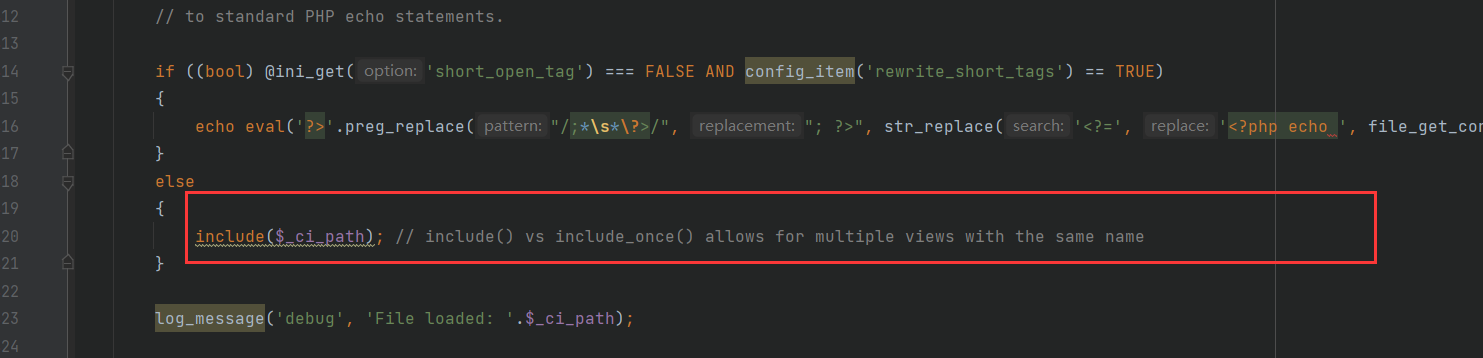 12 // to standard PHP echo statements.
13
14 if ((bool) @ini_get( option: 'short_open_tag') === FALSE AND config_item('rewrite_short_tags') == TRUE)
15 {
16 echo eval('?>'.preg_replace( pattern: "/;*\s*\?>/", replacement: "; ?>", str_replace( search: '<?=', replace: '<?php echo ', file_get_con
17 }
18 else
19 {
20 include($_ci_path); // include() vs include_once() allows for multiple views with the same name
21 }
22
23 log_message('debug', 'File loaded: '.$_ci_path);
24